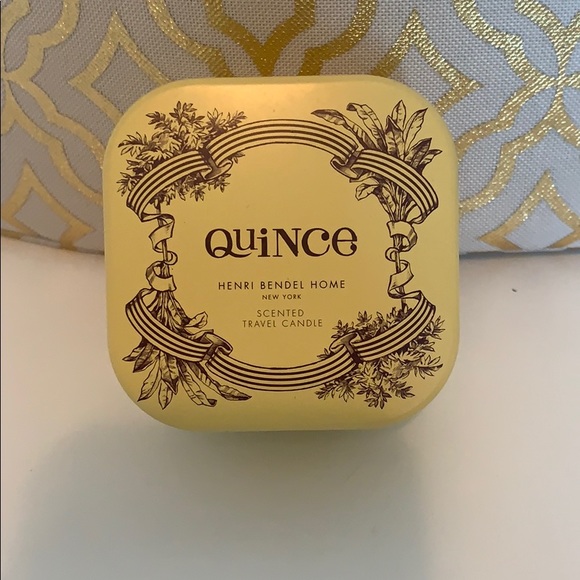 QUiNCe
HENRI BENDEL HOME
NEW YORK
SCENTED
TRAVEL CANDLE